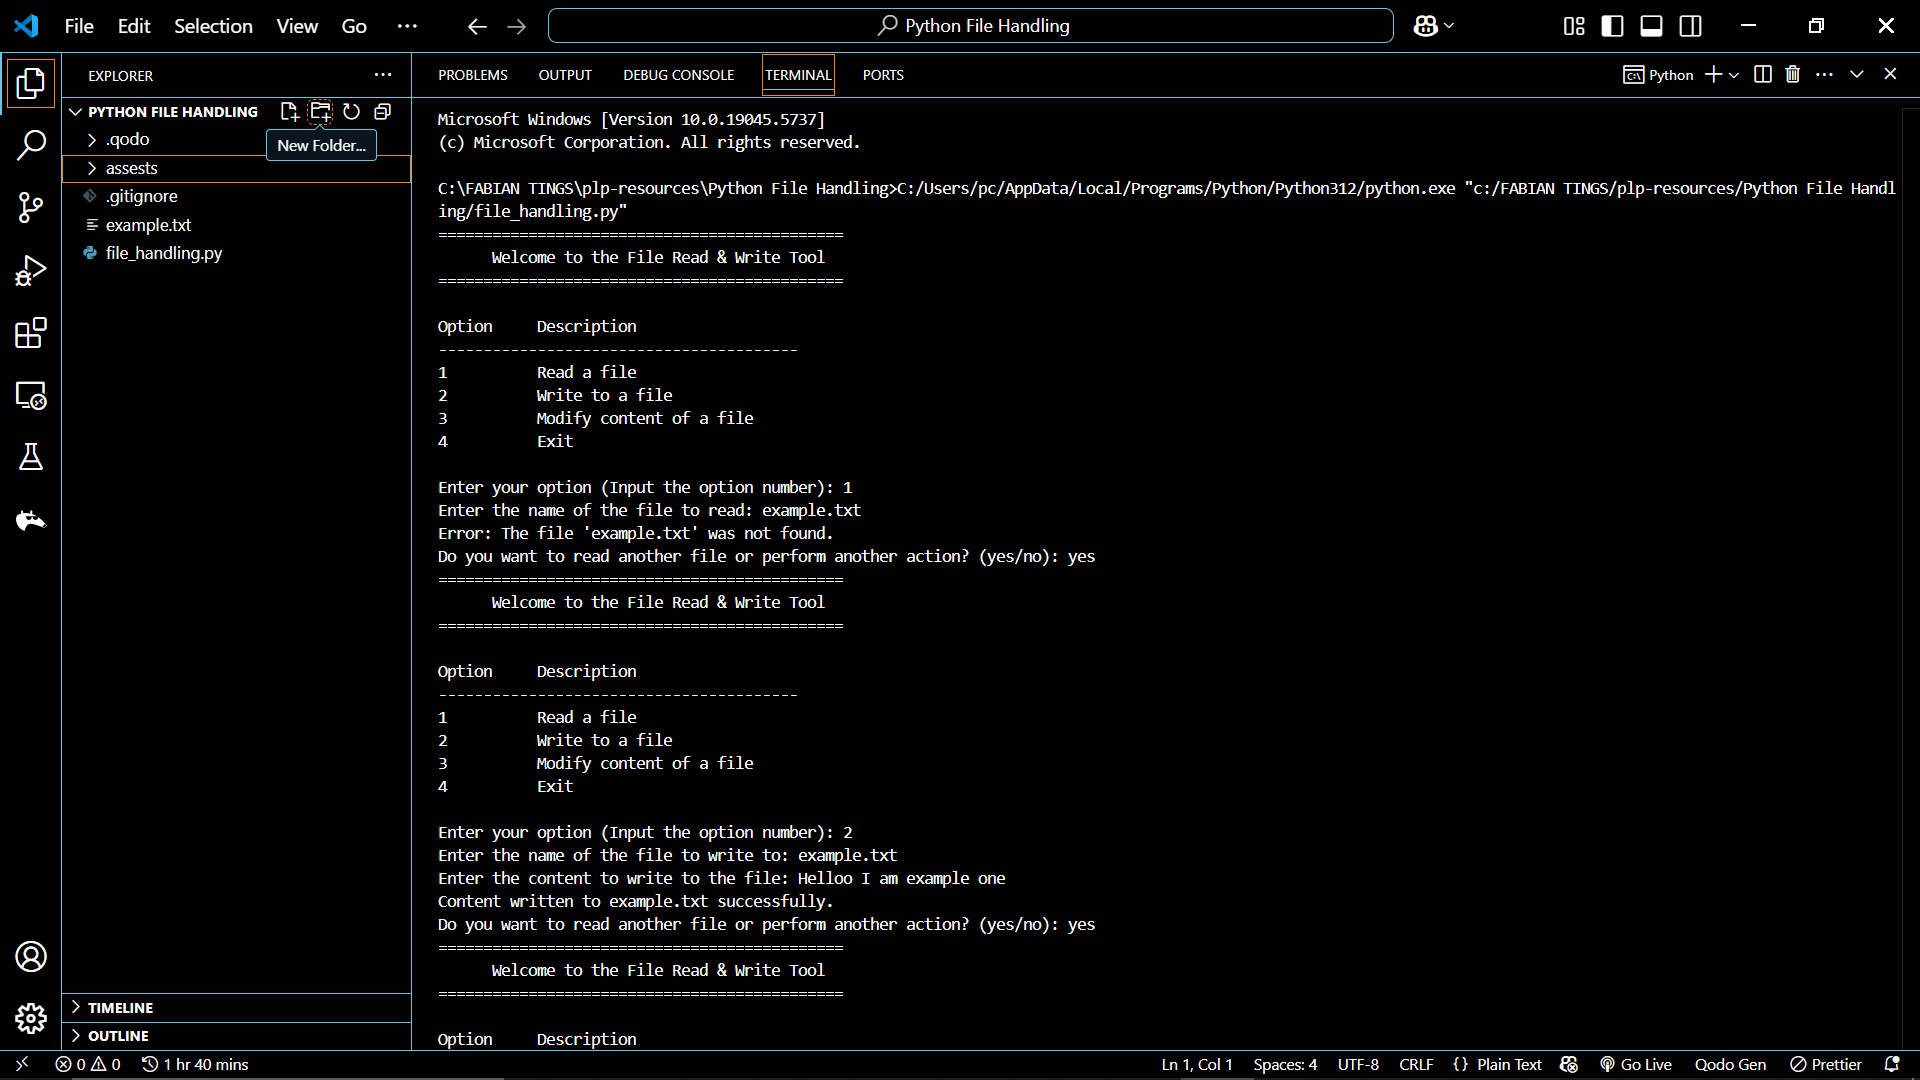 File Edit Selection View Go ··· Python File Handling
EXPLORER ···
PYTHON FILE HANDLING
.qodo
New Folder...
assests
.gitignore
example.txt
file_handling.py
TIMELINE
OUTLINE
PROBLEMS OUTPUT DEBUG CONSOLE TERMINAL PORTS Python
Microsoft Windows [Version 10.0.19045.5737]
(c) Microsoft Corporation. All rights reserved.
C:\FABIAN TINGS\plp-resources\Python File Handling>C:/Users/pc/AppData/Local/Programs/Python/Python312/python.exe "c:/FABIAN TINGS/plp-resources/Python File Handl
ing/file_handling.py"
=============================================
Welcome to the File Read & Write Tool
=============================================
Option Description
----------------------------------------
1 Read a file
2 Write to a file
3 Modify content of a file
4 Exit
Enter your option (Input the option number): 1
Enter the name of the file to read: example.txt
Error: The file 'example.txt' was not found.
Do you want to read another file or perform another action? (yes/no): yes
=============================================
Welcome to the File Read & Write Tool
=============================================
Option Description
----------------------------------------
1 Read a file
2 Write to a file
3 Modify content of a file
4 Exit
Enter your option (Input the option number): 2
Enter the name of the file to write to: example.txt
Enter the content to write to the file: Helloo I am example one
Content written to example.txt successfully.
Do you want to read another file or perform another action? (yes/no): yes
=============================================
Welcome to the File Read & Write Tool
=============================================
Option Description
0 0 1 hr 40 mins Ln 1, Col 1 Spaces: 4 UTF-8 CRLF {} Plain Text Go Live Qodo Gen Prettier